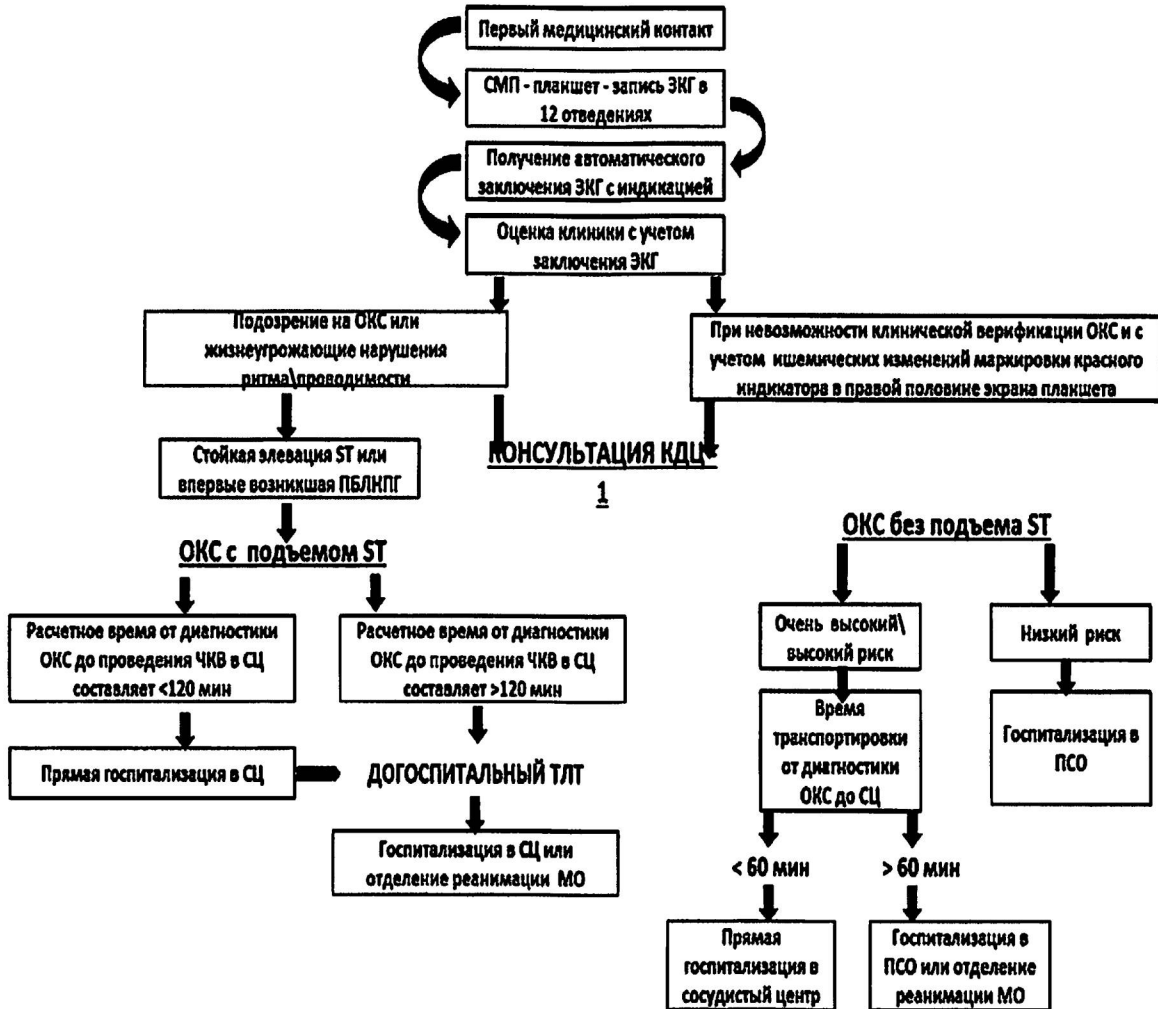 Первый медицинский контакт
СМП - планшет - запись ЭКГ в
12 отведениях
Получение автоматического
заключения ЭКГ с индикацией
Оценка клиники с учетом
заключения ЭКГ
Подозрение на ОКС или
жизнеугрожающие нарушения
ритма\проводимости
При невозможности клинической верификации ОКС и с
учетом ишемических изменений маркировки красного
индикатора в правой половине экрана планшета
КОНСУЛЬТАЦИЯ КДЦ
1
Стойкая элевация ST или
впервые возникшая ПБЛНПГ
ОКС с подъемом ST
Расчетное время от диагностики
ОКС до проведения ЧКВ в СЦ
составляет <120 мин
Расчетное время от диагностики
ОКС до проведения ЧКВ в СЦ
составляет >120 мин
Прямая госпитализация в СЦ
ДОГОСПИТАЛЬНЫЙ ТЛТ
Госпитализация в СЦ или
отделение реанимации МО
ОКС без подъема ST
Очень высокий\
высокий риск
Низкий риск
Время
транспортировки
от диагностики
ОКС до СЦ
Госпитализация в
ПСО
< 60 мин
> 60 мин
Прямая
госпитализация в
сосудистый центр
Госпитализация в
ПСО или отделение
реанимации МО